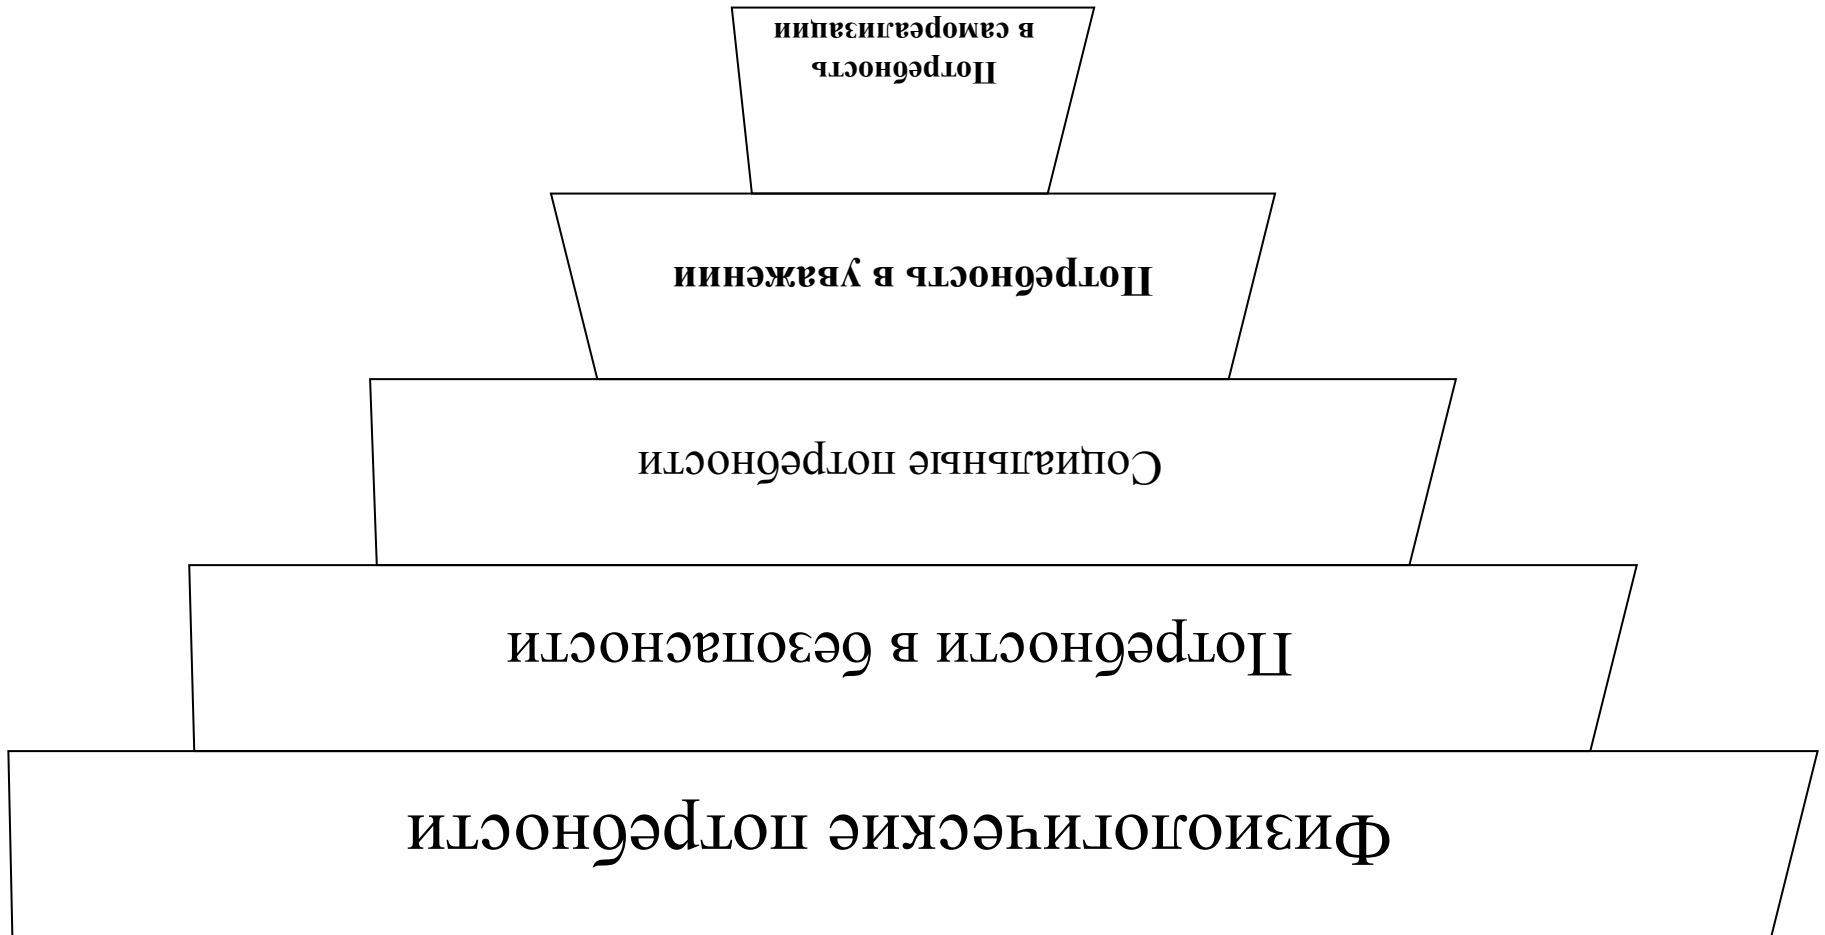 Физиологические потребности
Потребности в безопасности
Социальные потребности
Потребность в уважении
Потребность
в самореализации